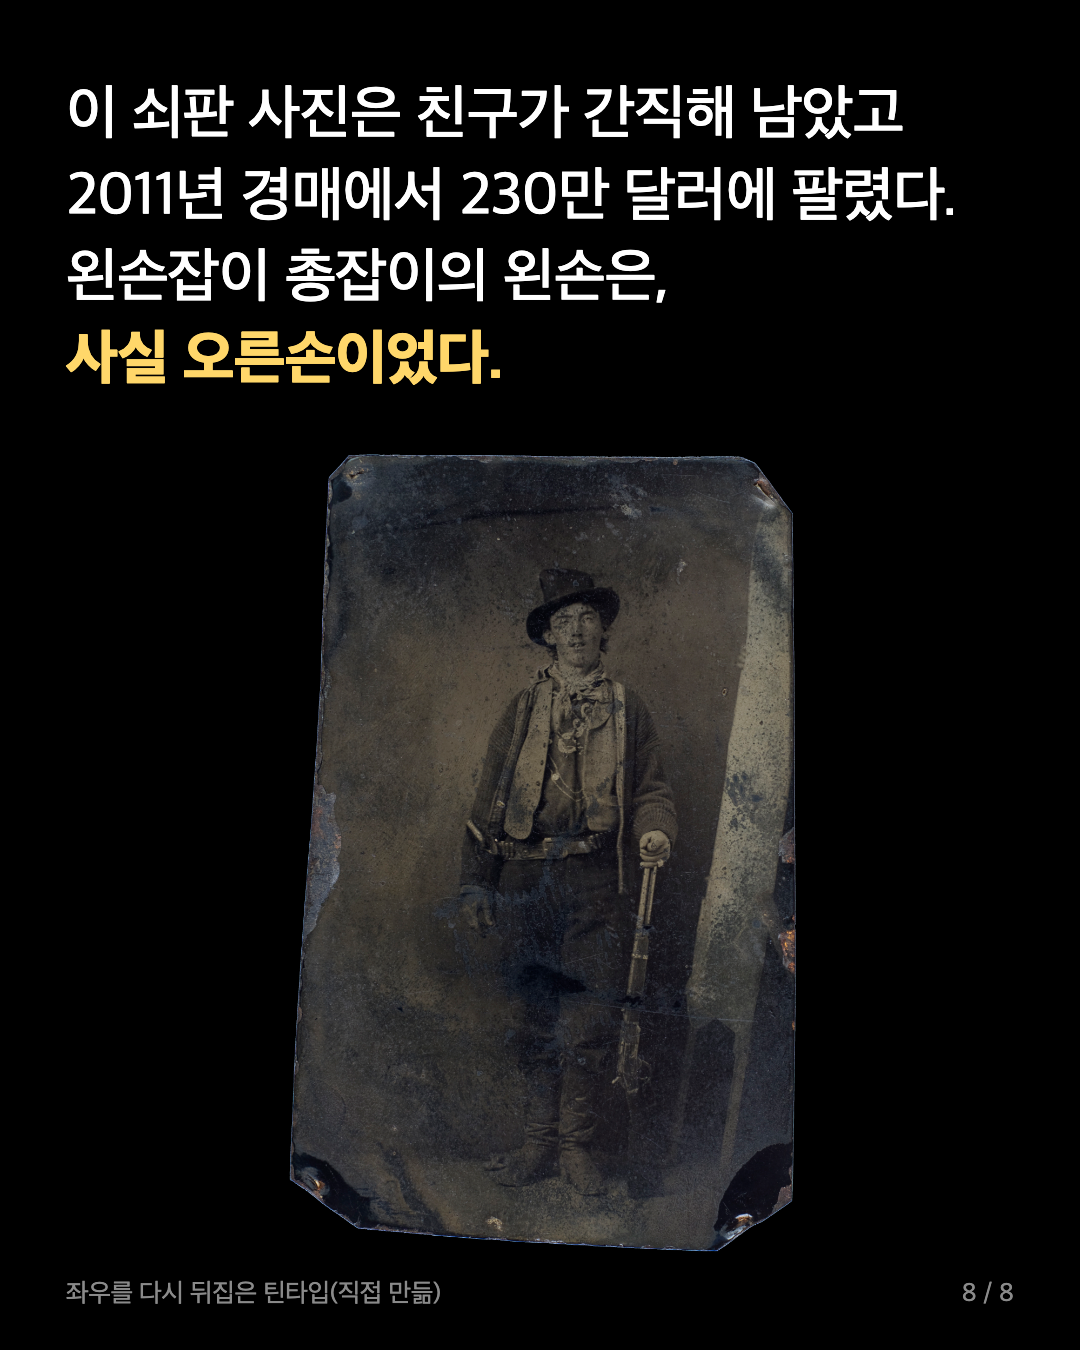 이 쇠판 사진은 친구가 간직해 남았고
2011년 경매에서 230만 달러에 팔렸다.
왼손잡이 총잡이의 왼손은,
사실 오른손이었다.
좌우를 다시 뒤집은 틴타입(직접 만듦)
8 / 8